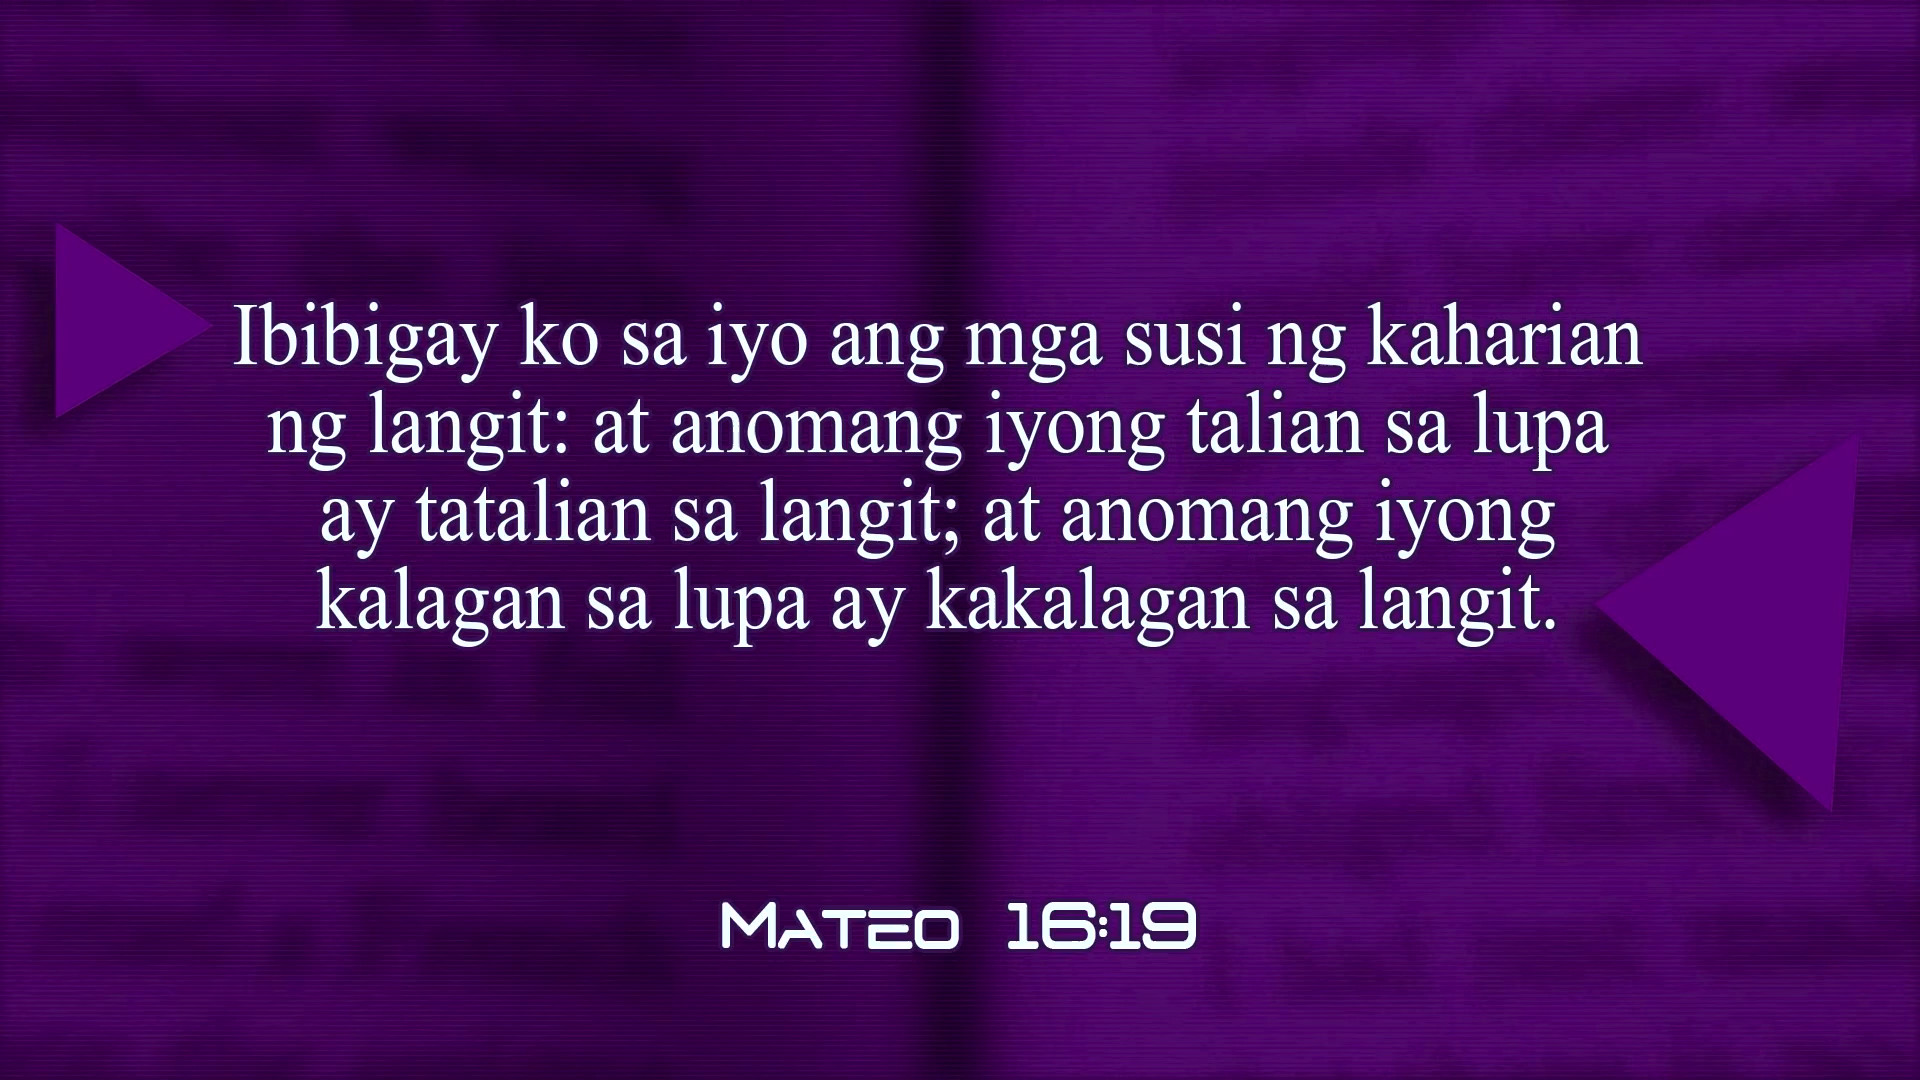 Ibibigay ko sa iyo ang mga susi ng kaharian
ng langit: at anomang iyong talian sa lupa
ay tatalian sa langit; at anomang iyong
kalagan sa lupa ay kakalagan sa langit.
Mateo 16:19